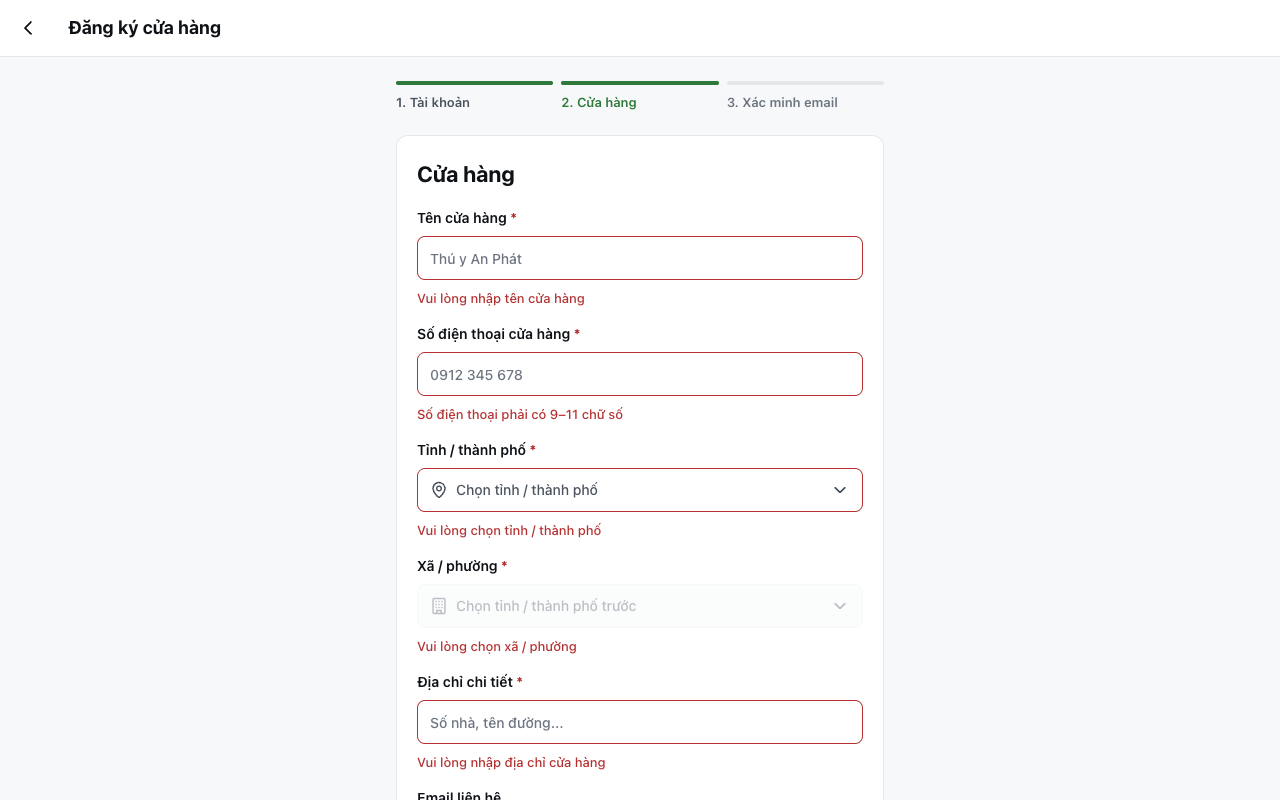 Đăng ký cửa hàng
1. Tài khoản
2. Cửa hàng
3. Xác minh email
Cửa hàng
Tên cửa hàng *
Thú y An Phát
Vui lòng nhập tên cửa hàng
Số điện thoại cửa hàng *
0912 345 678
Số điện thoại phải có 9–11 chữ số
Tỉnh / thành phố *
Chọn tỉnh / thành phố
Vui lòng chọn tỉnh / thành phố
Xã / phường *
Chọn tỉnh / thành phố trước
Vui lòng chọn xã / phường
Địa chỉ chi tiết *
Số nhà, tên đường...
Vui lòng nhập địa chỉ cửa hàng
Email liên hệ